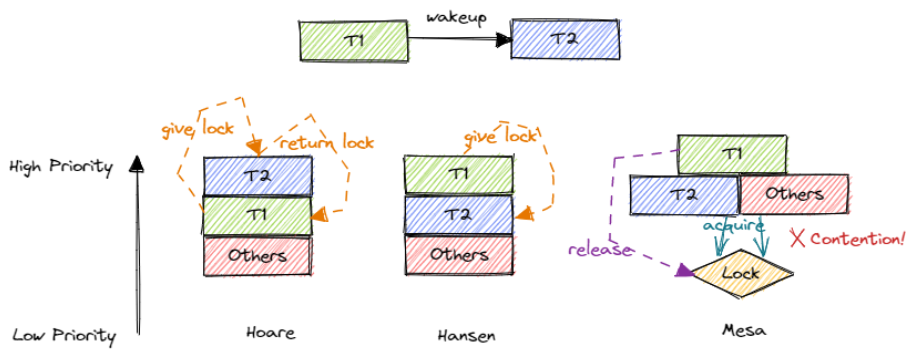 wakeup
T1
T2
give lock
return lock
give lock
High Priority
T2
T1
T1
T1
T2
T2
Others
Others
Others
acquire
X Contention!
release
Lock
Low Priority
Hoare
Hansen
Mesa